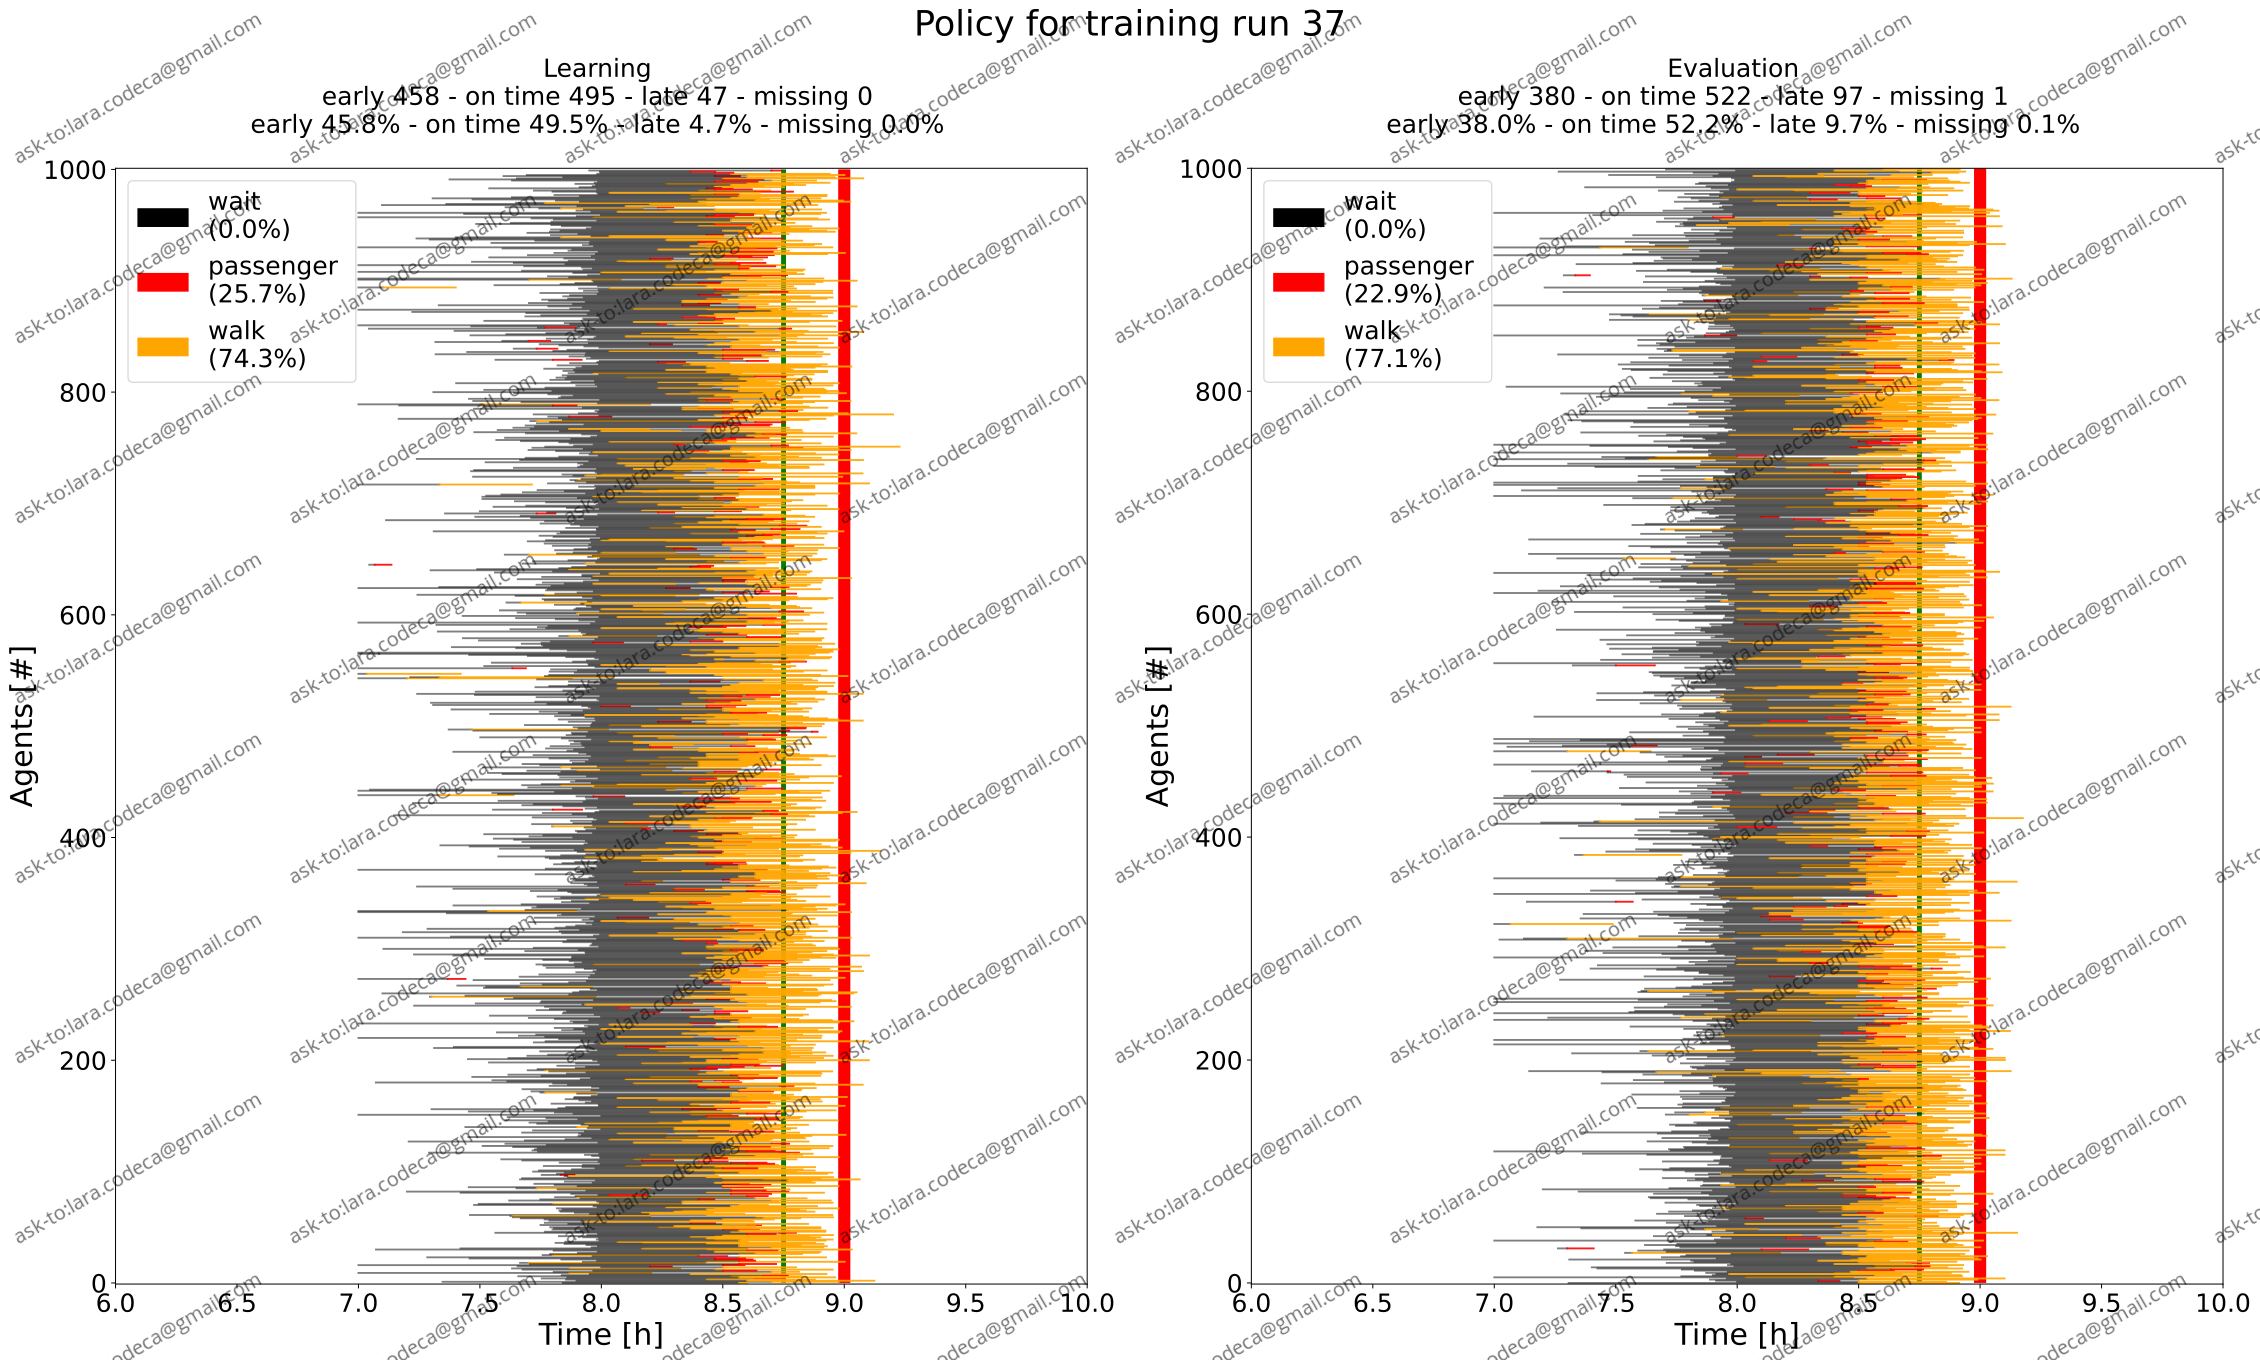 Policy for training run 37
Learning
early 458 - on time 495 - late 47 - missing 0
early 45.8% - on time 49.5% - late 4.7% - missing 0.0%
wait
(0.0%)
passenger
(25.7%)
walk
(74.3%)
Agents [#]
1000
800
600
400
200
0
6.0 6.5 7.0 7.5 8.0 8.5 9.0 9.5 10.0
Time [h]
Evaluation
early 380 - on time 522 - late 97 - missing 1
early 38.0% - on time 52.2% - late 9.7% - missing 0.1%
wait
(0.0%)
passenger
(22.9%)
walk
(77.1%)
Agents [#]
1000
800
600
400
200
0
6.0 6.5 7.0 7.5 8.0 8.5 9.0 9.5 10.0
Time [h]
ask-to:lara.codeca@gmail.com